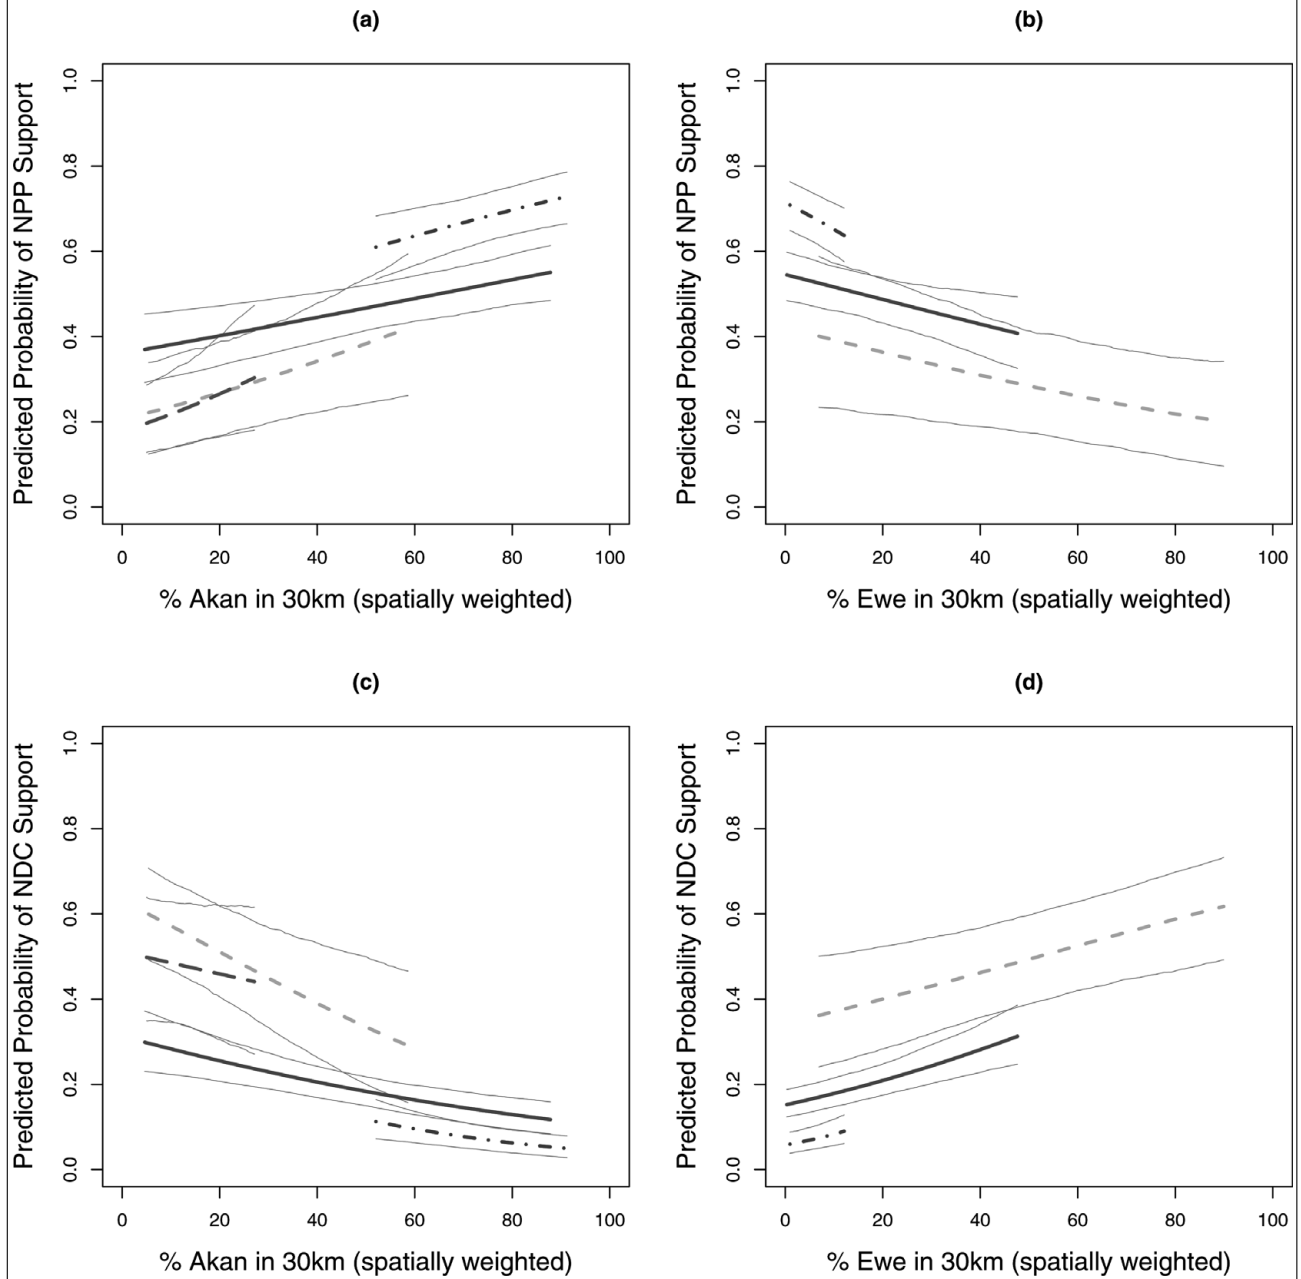 (a)
Predicted Probability of NPP Support
1.0
0.8
0.6
0.4
0.2
0.0
0 20 40 60 80 100
% Akan in 30km (spatially weighted)
(b)
Predicted Probability of NPP Support
1.0
0.8
0.6
0.4
0.2
0.0
0 20 40 60 80 100
% Ewe in 30km (spatially weighted)
(c)
Predicted Probability of NDC Support
1.0
0.8
0.6
0.4
0.2
0.0
0 20 40 60 80 100
% Akan in 30km (spatially weighted)
(d)
Predicted Probability of NDC Support
1.0
0.8
0.6
0.4
0.2
0.0
0 20 40 60 80 100
% Ewe in 30km (spatially weighted)